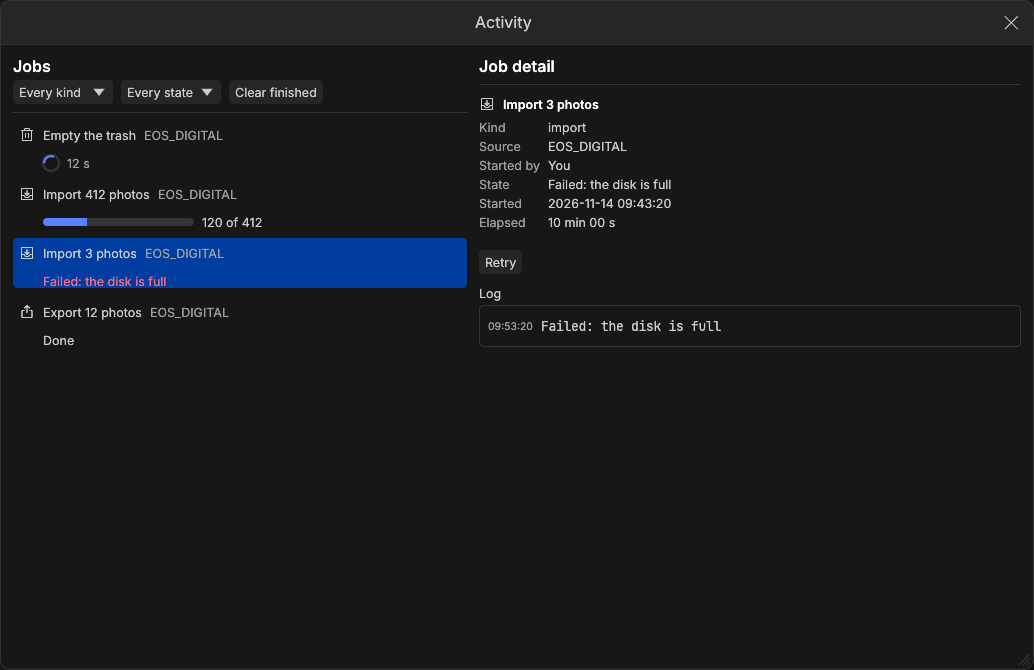 Activity
Jobs
Every kind Every state Clear finished
Empty the trash EOS_DIGITAL
12 s
Import 412 photos EOS_DIGITAL
120 of 412
Import 3 photos EOS_DIGITAL
Failed: the disk is full
Export 12 photos EOS_DIGITAL
Done
Job detail
Import 3 photos
Kind import
Source EOS_DIGITAL
Started by You
State Failed: the disk is full
Started 2026-11-14 09:43:20
Elapsed 10 min 00 s
Retry
Log
09:53:20 Failed: the disk is full